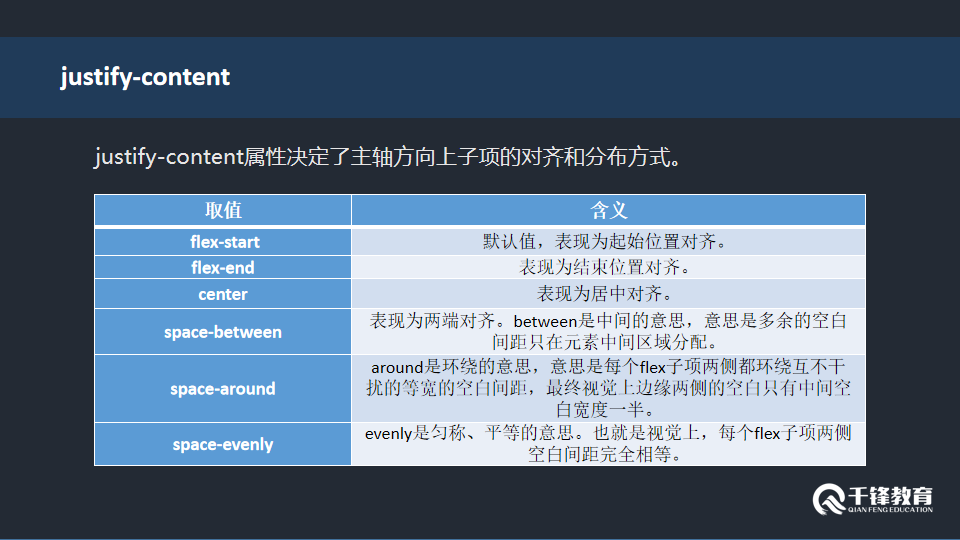 justify-content
justify-content属性决定了主轴方向上子项的对齐和分布方式。
取值
含义
flex-start
默认值，表现为起始位置对齐。
flex-end
表现为结束位置对齐。
center
表现为居中对齐。
space-between
表现为两端对齐。between是中间的意思，意思是多余的空白
间距只在元素中间区域分配。
space-around
around是环绕的意思，意思是每个flex子项两侧都环绕互不干
扰的等宽的空白间距，最终视觉上边缘两侧的空白只有中间空
白宽度一半。
space-evenly
evenly是匀称、平等的意思。也就是视觉上，每个flex子项两侧
空白间距完全相等。
千锋教育
QIAN FENG EDUCATION